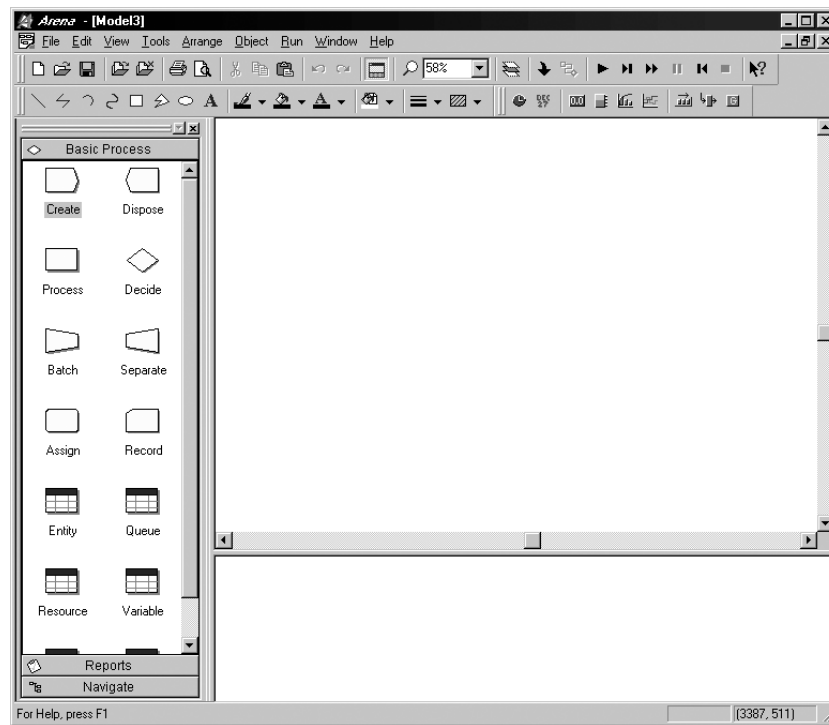 Arena - [Model3]
File Edit View Tools Arrange Object Run Window Help
58%
A A
Basic Process
Create Dispose
Process Decide
Batch Separate
Assign Record
Entity Queue
Resource Variable
Reports
Navigate
For Help, press F1 (3387, 511)